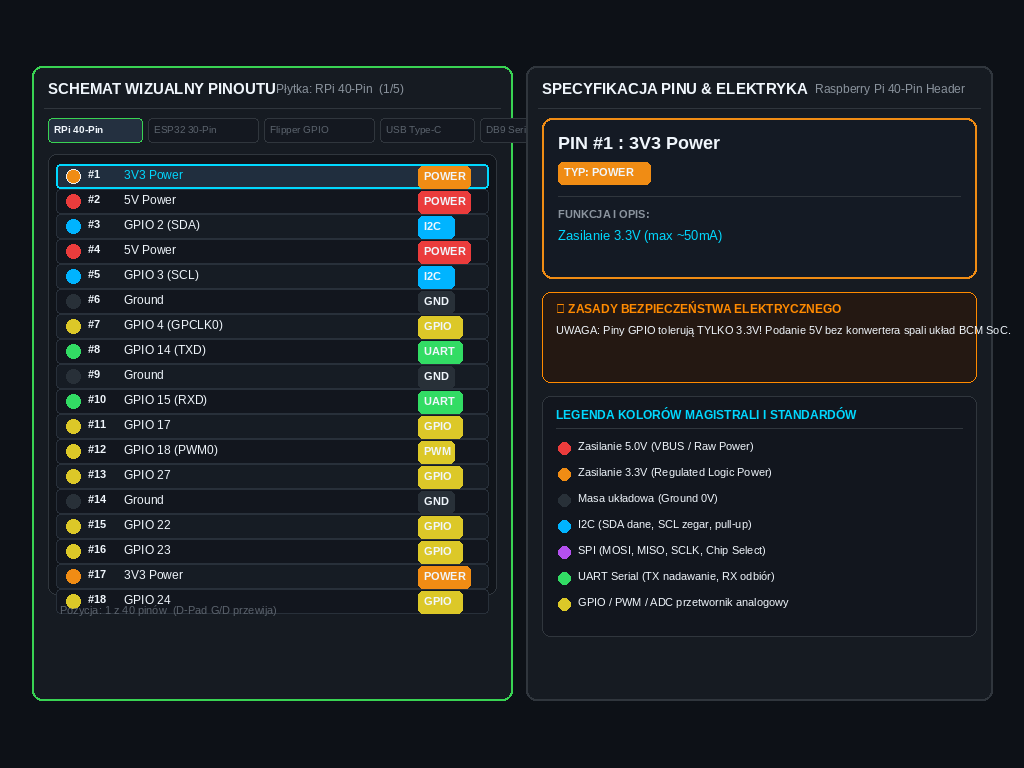 SCHEMAT WIZUALNY PINOUTU Płytka: RPi 40-Pin (1/5)
RPi 40-Pin ESP32 30-Pin Flipper GPIO USB Type-C DB9 Seri
#1 3V3 Power POWER
#2 5V Power POWER
#3 GPIO 2 (SDA) I2C
#4 5V Power POWER
#5 GPIO 3 (SCL) I2C
#6 Ground GND
#7 GPIO 4 (GPCLK0) GPIO
#8 GPIO 14 (TXD) UART
#9 Ground GND
#10 GPIO 15 (RXD) UART
#11 GPIO 17 GPIO
#12 GPIO 18 (PWM0) PWM
#13 GPIO 27 GPIO
#14 Ground GND
#15 GPIO 22 GPIO
#16 GPIO 23 GPIO
#17 3V3 Power POWER
#18 GPIO 24 GPIO
Pozycja: 1 z 40 pinów (D-Pad G/D przewija)
SPECYFIKACJA PINU & ELEKTRYKA Raspberry Pi 40-Pin Header
PIN #1 : 3V3 Power
TYP: POWER
FUNKCJA I OPIS:
Zasilanie 3.3V (max ~50mA)
ZASADY BEZPIECZEŃSTWA ELEKTRYCZNEGO
UWAGA: Piny GPIO tolerują TYLKO 3.3V! Podanie 5V bez konwertera spali układ BCM SoC.
LEGENDA KOLORÓW MAGISTRALI I STANDARDÓW
Zasilanie 5.0V (VBUS / Raw Power)
Zasilanie 3.3V (Regulated Logic Power)
Masa układowa (Ground 0V)
I2C (SDA dane, SCL zegar, pull-up)
SPI (MOSI, MISO, SCLK, Chip Select)
UART Serial (TX nadawanie, RX odbiór)
GPIO / PWM / ADC przetwornik analogowy